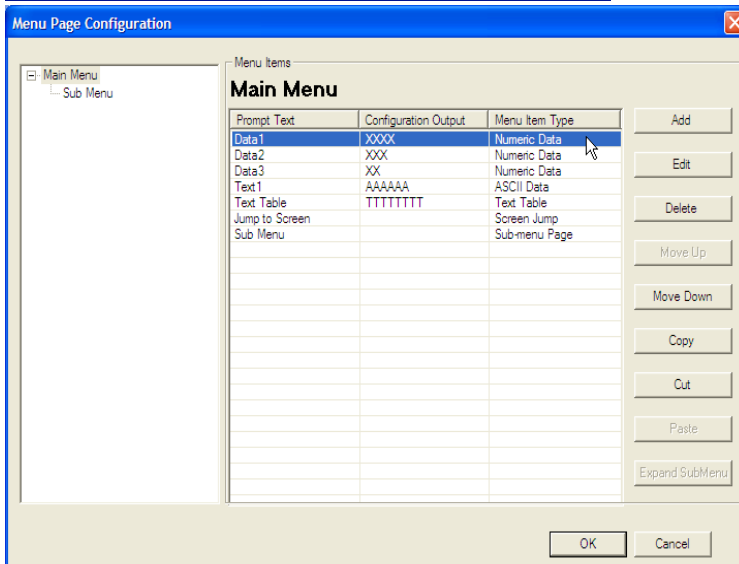 Menu Page Configuration
Main Menu
Sub Menu
Menu Items
Main Menu
Prompt Text Configuration Output Menu Item Type
Data1 XXXX Numeric Data
Data2 XXX Numeric Data
Data3 XX Numeric Data
Text1 AAAAAA ASCII Data
Text Table TTTTTTTT Text Table
Jump to Screen Screen Jump
Sub Menu Sub-menu Page
Add
Edit
Delete
Move Up
Move Down
Copy
Cut
Paste
Expand SubMenu
OK Cancel